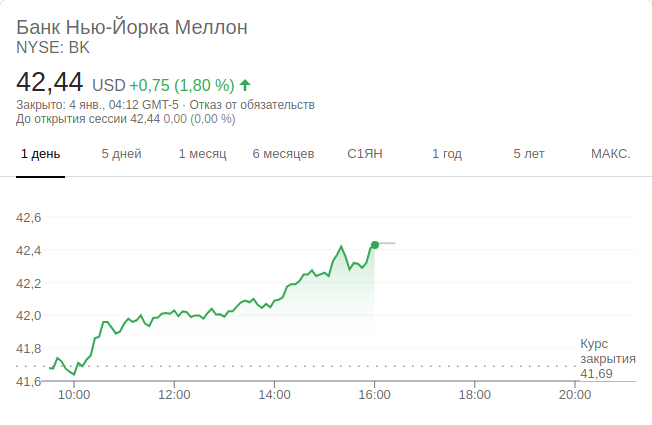 Банк Нью-Йорка Меллон
NYSE: BK
42,44 USD +0,75 (1,80 %)
Закрыто: 4 янв., 04:12 GMT-5 · Отказ от обязательств
До открытия сессии 42,44 0,00 (0,00 %)
1 день 5 дней 1 месяц 6 месяцев С1ЯН 1 год 5 лет МАКС.
42,6
42,4
42,2
42,0
41,8
41,6
Курс
закрытия
41,69
10:00 12:00 14:00 16:00 18:00 20:00